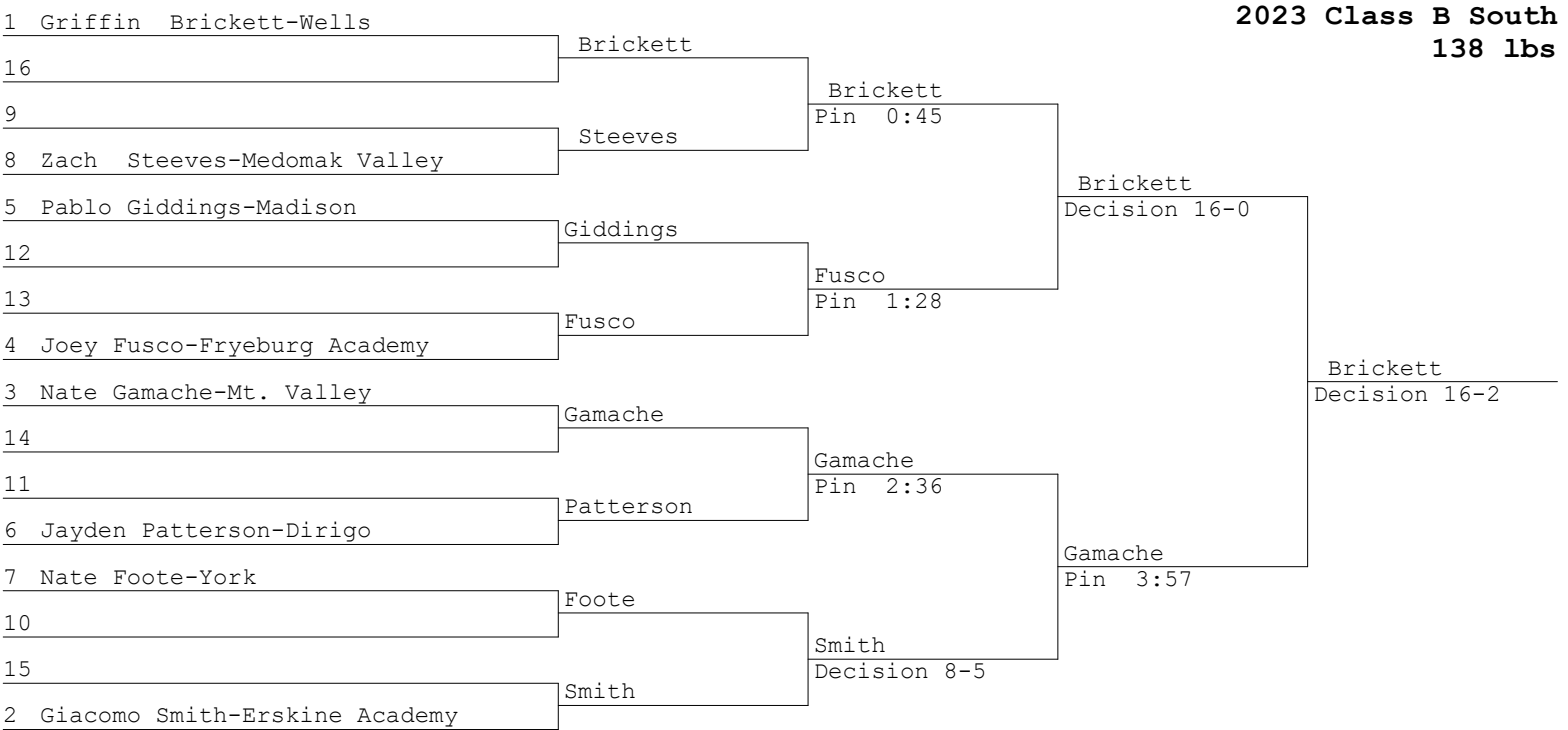 2023 Class B South
138 lbs
1 Griffin Brickett-Wells
Brickett
16
Brickett
Pin 0:45
9
Steeves
8 Zach Steeves-Medomak Valley
Brickett
Decision 16-0
5 Pablo Giddings-Madison
Giddings
12
Fusco
Pin 1:28
13
Fusco
4 Joey Fusco-Fryeburg Academy
Brickett
Decision 16-2
3 Nate Gamache-Mt. Valley
Gamache
14
Gamache
Pin 2:36
11
Patterson
6 Jayden Patterson-Dirigo
Gamache
Pin 3:57
7 Nate Foote-York
Foote
10
Smith
Decision 8-5
15
Smith
2 Giacomo Smith-Erskine Academy